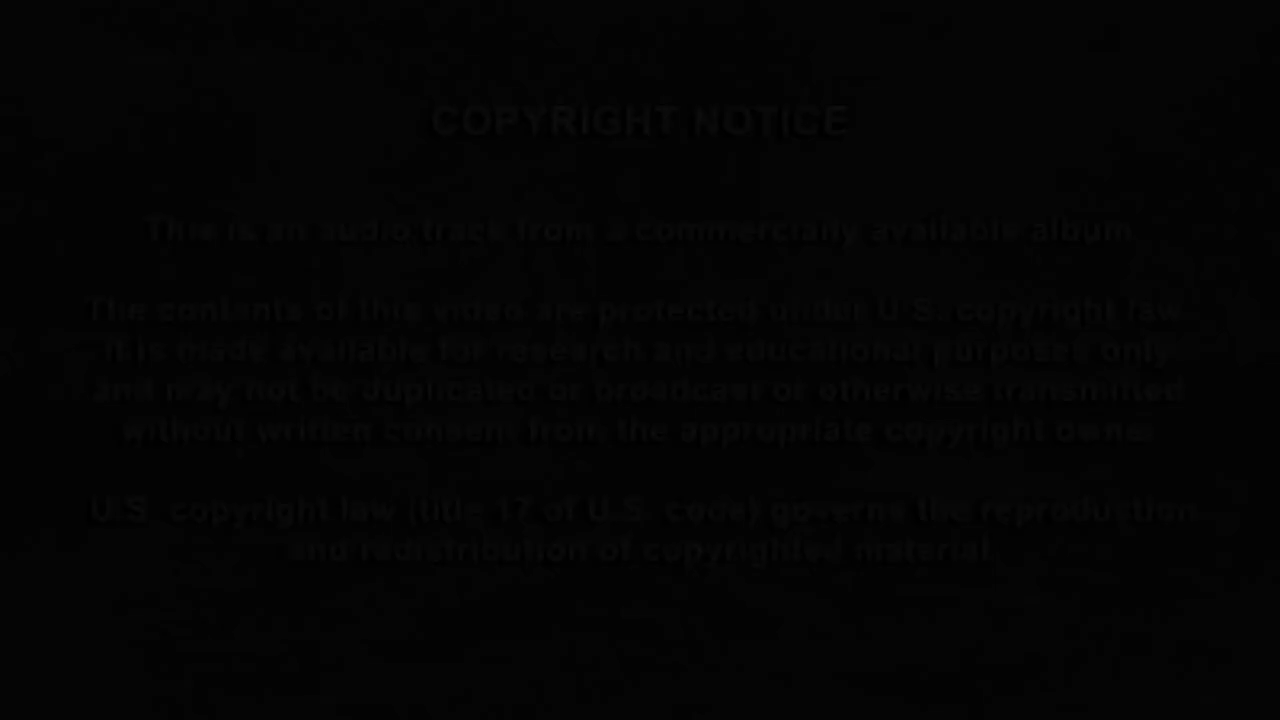 COPYRIGHT NOTICE
This is an audio track from a commercially available album.
The contents of this video are protected under U.S. copyright law.
It is made available for research and educational purposes only
and may not be duplicated or broadcast or otherwise transmitted
without written consent from the appropriate copyright owner.
U.S. copyright law (title 17 of U.S. code) governs the reproduction
and redistribution of copyrighted material.